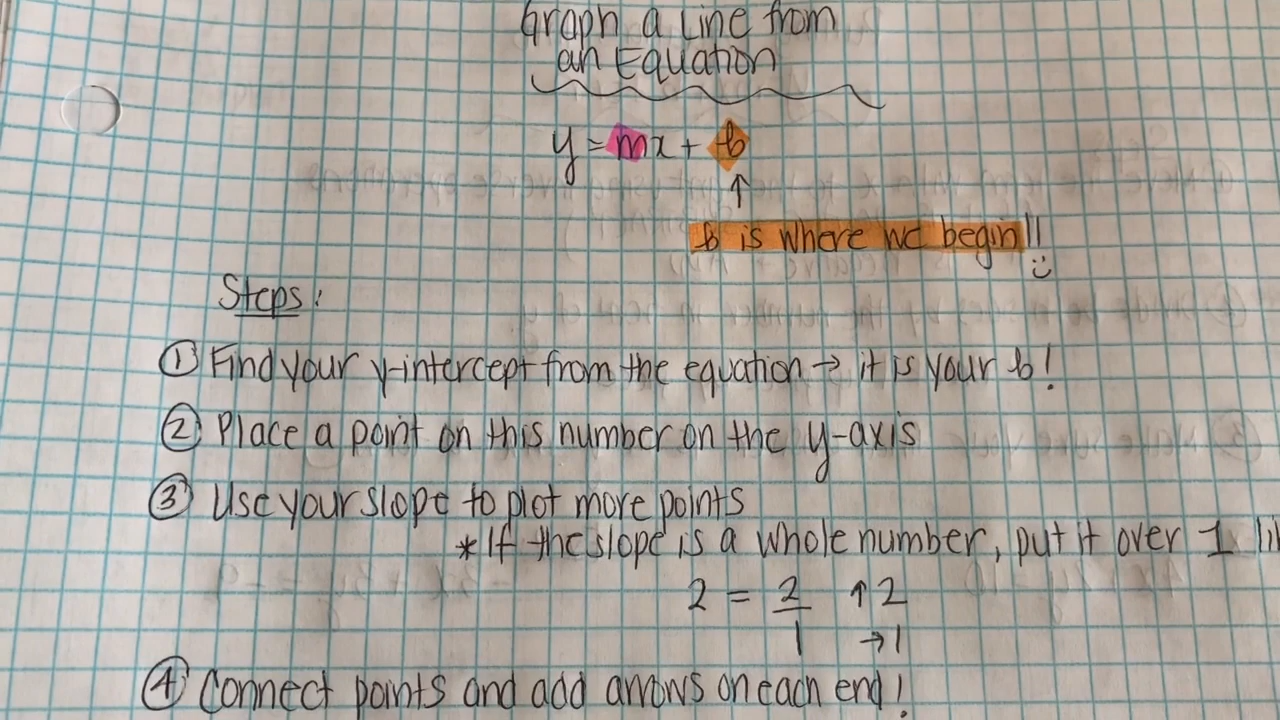 Graph a Line from
an Equation
y = mx + b
↑
b is where we begin!!
Steps:
① Find your y-intercept from the equation → it is your b!
② Place a point on this number on the y-axis
③ Use your slope to plot more points
* If the slope is a whole number, put it over 1
2 = 2/1 ↑2 →1
④ Connect points and add arrows on each end!